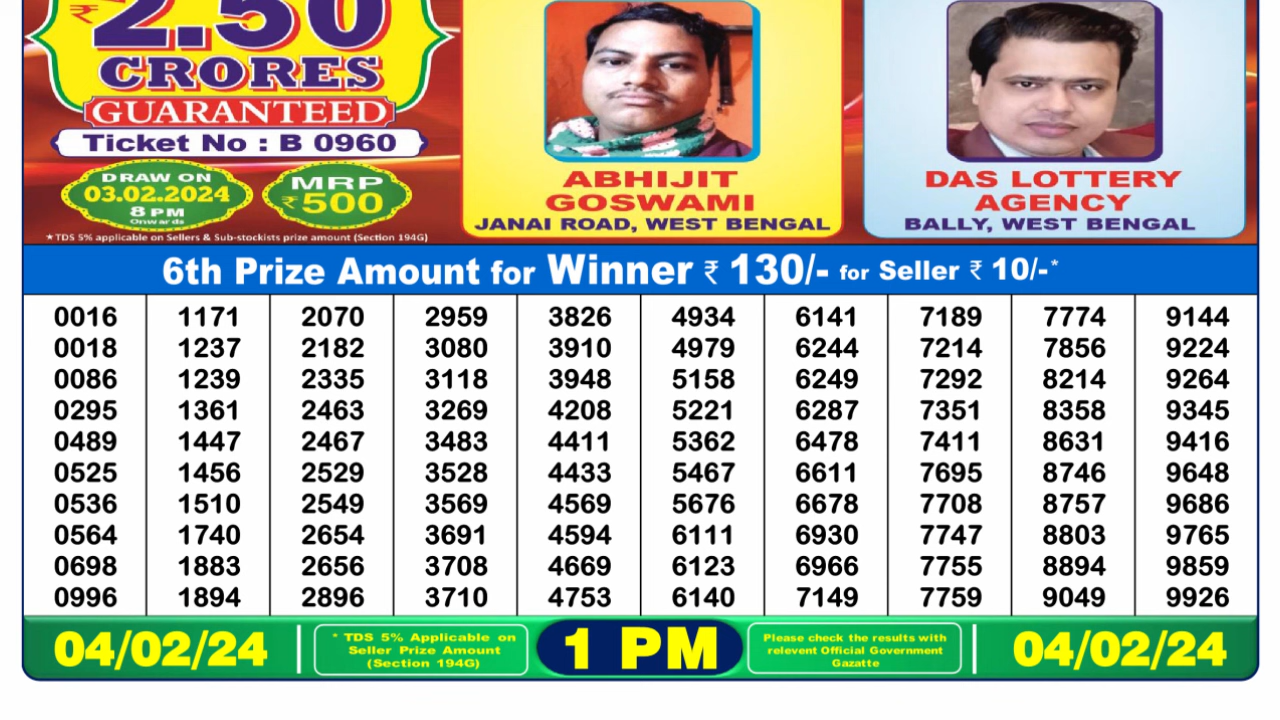 ₹ 2.50
CRORES
GUARANTEED
Ticket No : B 0960
DRAW ON
03.02.2024
8 PM
Onwards
MRP
₹500
★TDS 5% applicable on Sellers & Sub-stockists prize amount (Section 194G)
ABHIJIT
GOSWAMI
JANAI ROAD, WEST BENGAL
DAS LOTTERY
AGENCY
BALLY, WEST BENGAL
6th Prize Amount for Winner ₹ 130/- for Seller ₹ 10/-*
0016 1171 2070 2959 3826 4934 6141 7189 7774 9144
0018 1237 2182 3080 3910 4979 6244 7214 7856 9224
0086 1239 2335 3118 3948 5158 6249 7292 8214 9264
0295 1361 2463 3269 4208 5221 6287 7351 8358 9345
0489 1447 2467 3483 4411 5362 6478 7411 8631 9416
0525 1456 2529 3528 4433 5467 6611 7695 8746 9648
0536 1510 2549 3569 4569 5676 6678 7708 8757 9686
0564 1740 2654 3691 4594 6111 6930 7747 8803 9765
0698 1883 2656 3708 4669 6123 6966 7755 8894 9859
0996 1894 2896 3710 4753 6140 7149 7759 9049 9926
04/02/24
* TDS 5% Applicable on
Seller Prize Amount
(Section 194G)
1 PM
Please check the results with
relevent Official Government
Gazatte
04/02/24